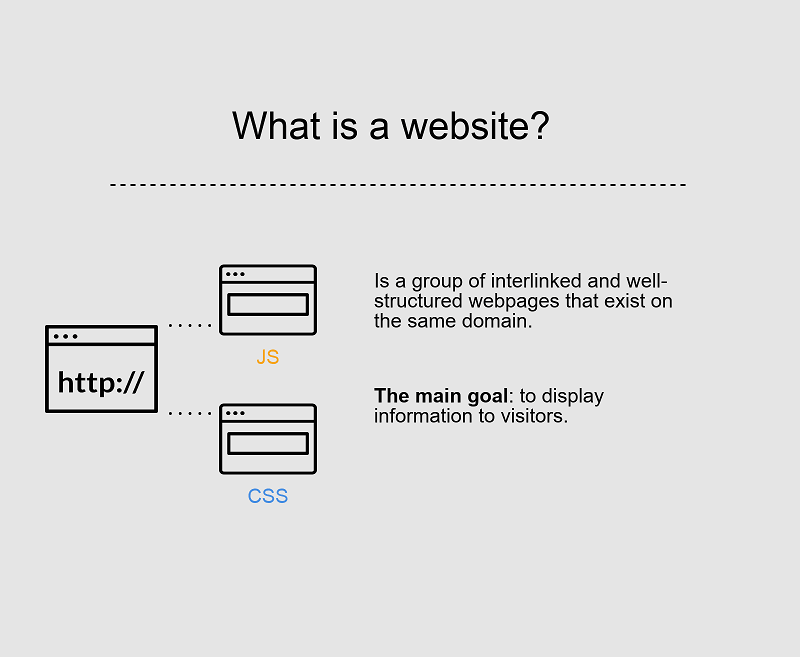 What is a website?
http://
JS
CSS
Is a group of interlinked and well-
structured webpages that exist on
the same domain.
The main goal: to display
information to visitors.